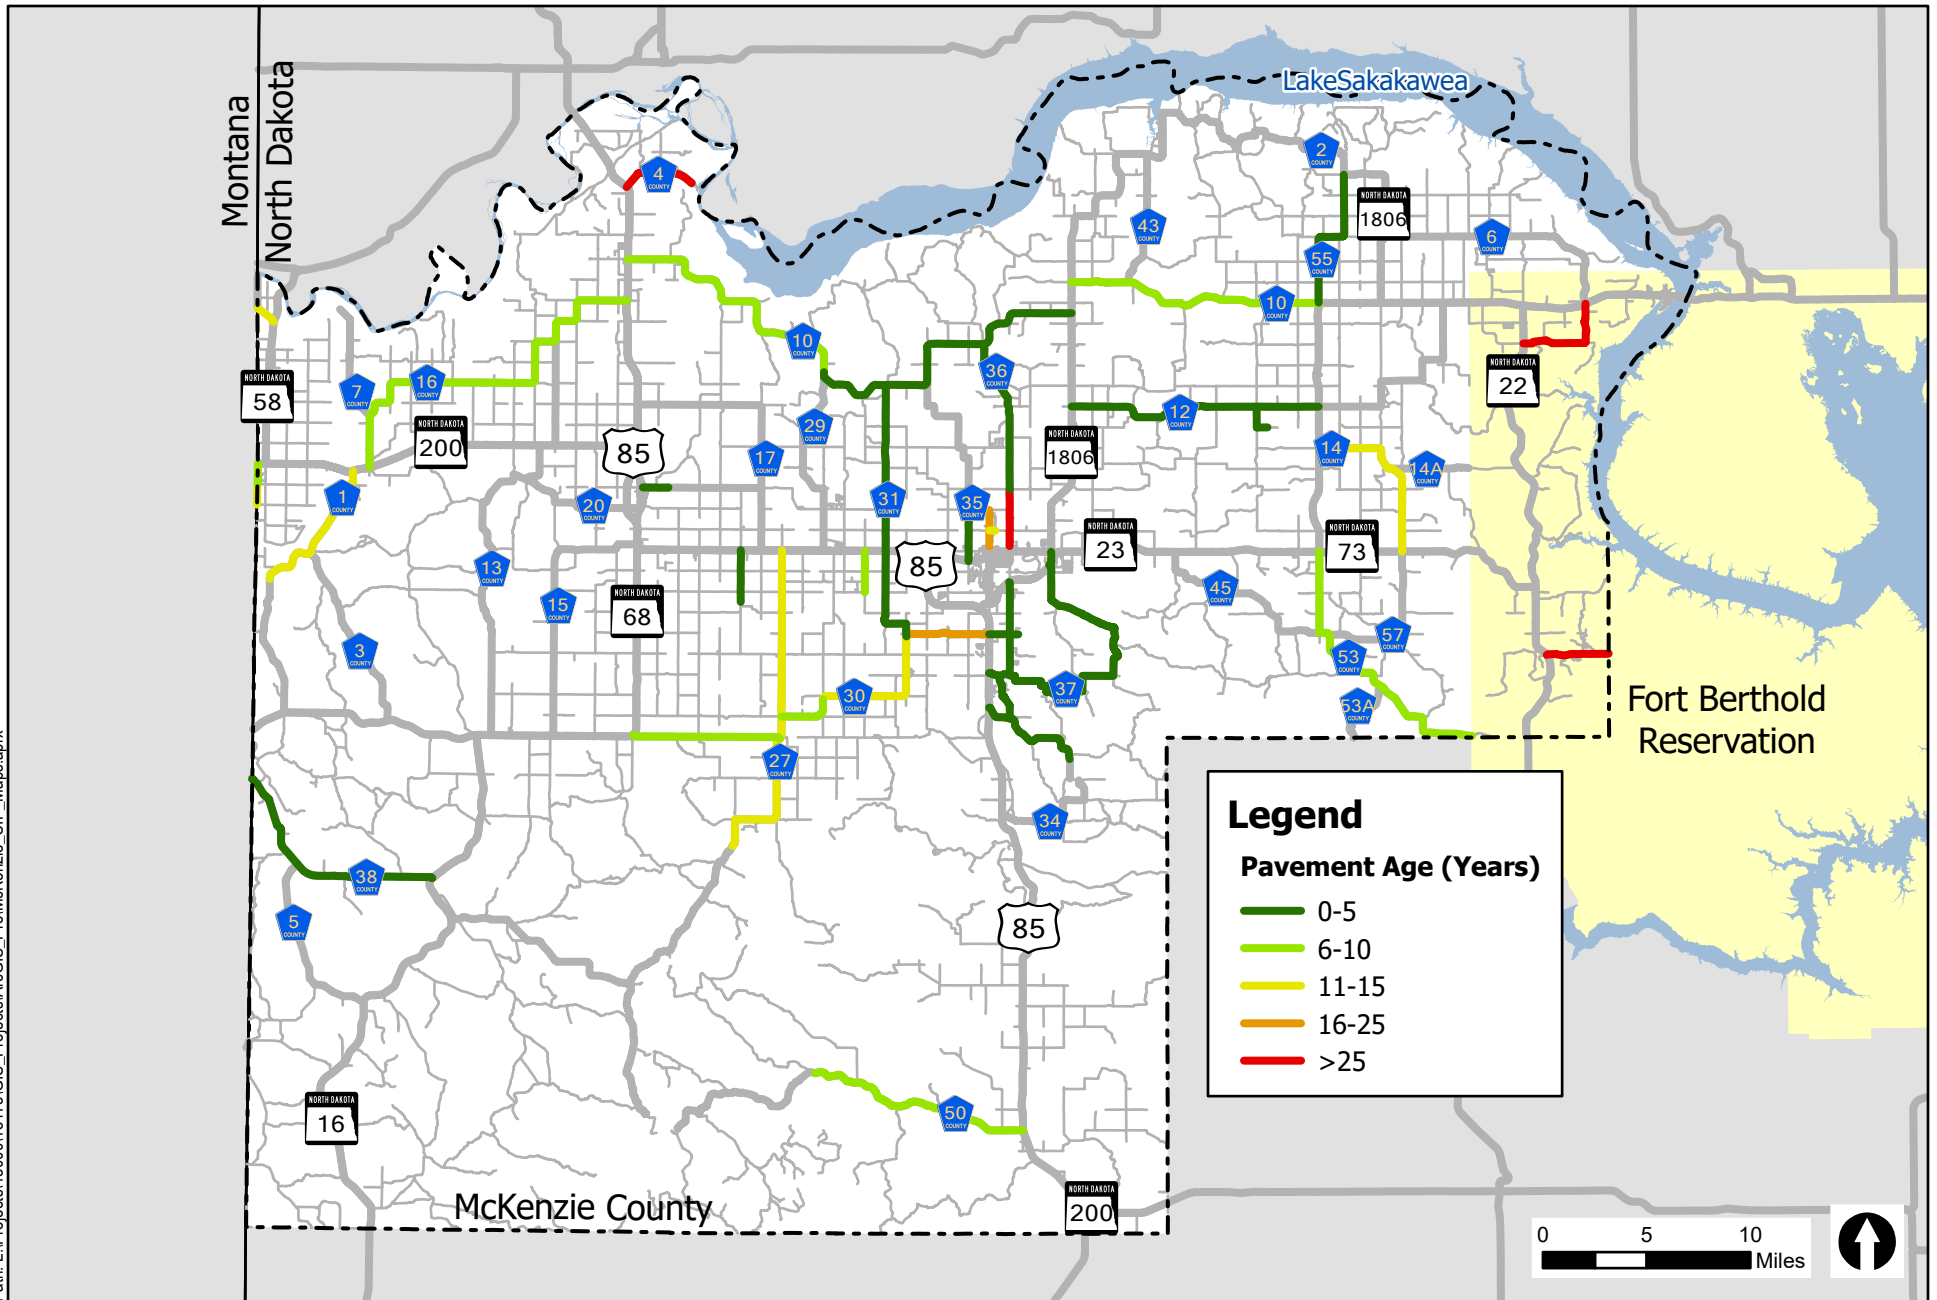 Montana
North Dakota
LakeSakakawea
2
COUNTY
4
COUNTY
NORTH DAKOTA
1806
43
COUNTY
6
COUNTY
55
COUNTY
10
COUNTY
10
COUNTY
36
COUNTY
NORTH DAKOTA
58
7
COUNTY
16
COUNTY
NORTH DAKOTA
22
12
COUNTY
29
COUNTY
NORTH DAKOTA
200
85
17
COUNTY
NORTH DAKOTA
1806
14
COUNTY
14A
COUNTY
1
COUNTY
20
COUNTY
31
COUNTY
35
COUNTY
NORTH DAKOTA
23
NORTH DAKOTA
73
85
13
COUNTY
15
COUNTY
NORTH DAKOTA
68
45
COUNTY
57
COUNTY
3
COUNTY
53
COUNTY
30
COUNTY
37
COUNTY
53A
COUNTY
Fort Berthold
Reservation
27
COUNTY
34
COUNTY
38
COUNTY
5
COUNTY
85
Legend
Pavement Age (Years)
0-5
6-10
11-15
16-25
>25
50
COUNTY
NORTH DAKOTA
16
McKenzie County
NORTH DAKOTA
200
0 5 10
Miles